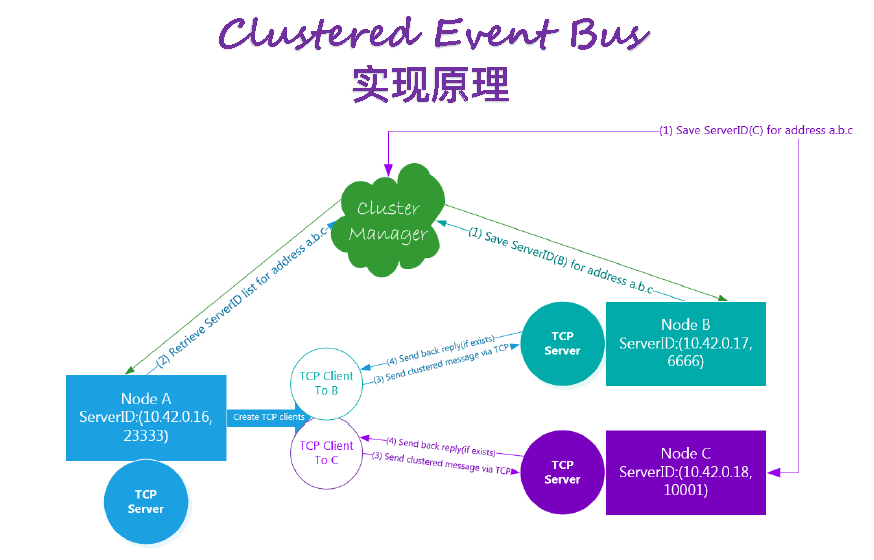 Clustered Event Bus
实现原理
(1) Save ServerID(C) for address a.b.c
Cluster
Manager
(1) Save ServerID(B) for address a.b.c
(2) Retrieve ServerID list for address a.b.c
TCP
Server
Node B
ServerID:(10.42.0.17,
6666)
(4) Send back reply(if exists)
(3) Send clustered message via TCP
TCP Client
To B
Node A
ServerID:(10.42.0.16,
23333)
Create TCP clients
TCP Client
To C
(4) Send back reply(if exists)
(3) Send clustered message via TCP
TCP
Server
Node C
ServerID:(10.42.0.18,
10001)
TCP
Server